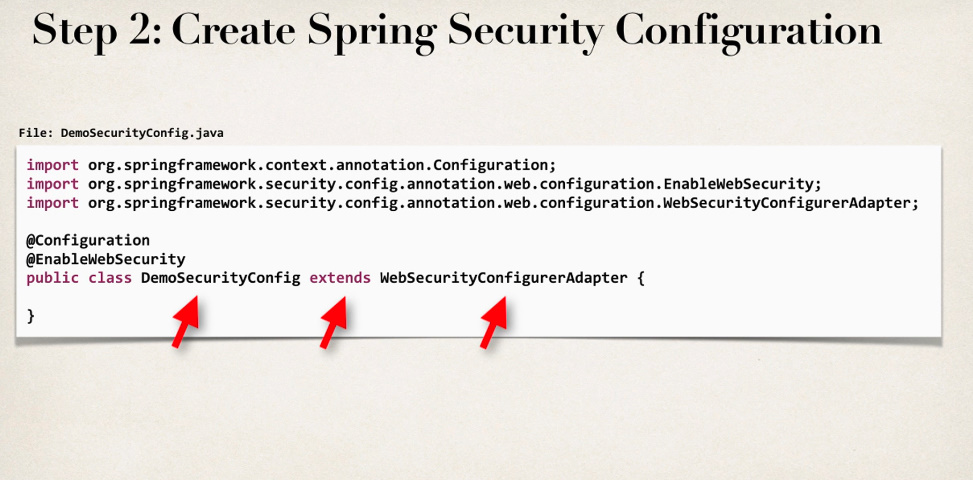 Step 2: Create Spring Security Configuration
File: DemoSecurityConfig.java
import org.springframework.context.annotation.Configuration;
import org.springframework.security.config.annotation.web.configuration.EnableWebSecurity;
import org.springframework.security.config.annotation.web.configuration.WebSecurityConfigurerAdapter;
@Configuration
@EnableWebSecurity
public class DemoSecurityConfig extends WebSecurityConfigurerAdapter {
}